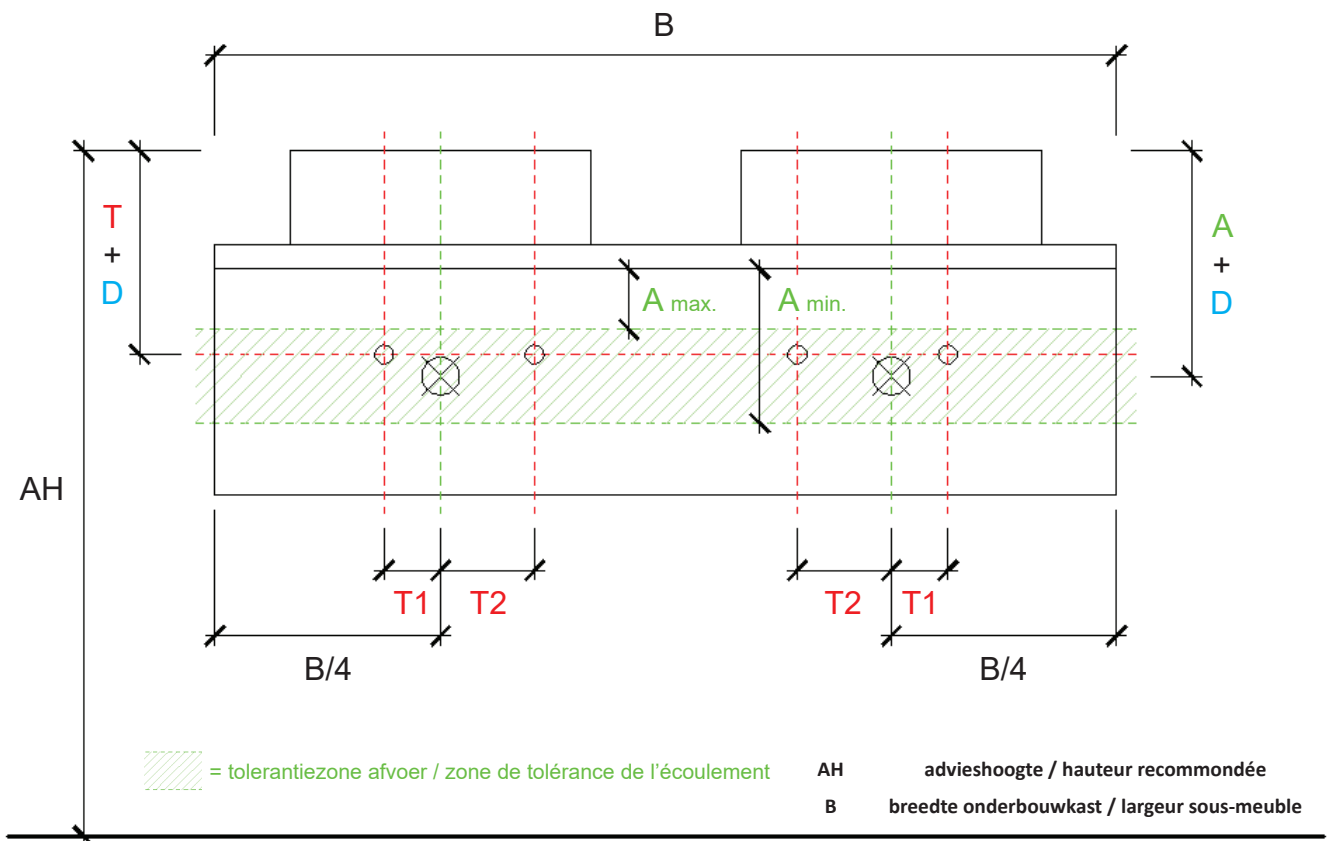 B
T
+
D
A
+
D
A max.
A min.
AH
T1
T2
T2
T1
B/4
B/4
= tolerantiezone afvoer / zone de tolérance de l’écoulement
AH advieshoogte / hauteur recommondée
B breedte onderbouwkast / largeur sous-meuble